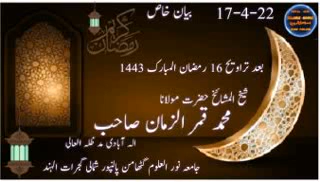 بیان خاص 17-4-22
رمضان کریم
بعد تراویح 16 رمضان المبارک 1443
شیخ المشائخ حضرت مولانا
محمد قمر الزمان صاحب
الہ آبادی مد ظلہ العالی
جامعہ نور العلوم گٹھامن پالنپور شمالی گجرات الہند